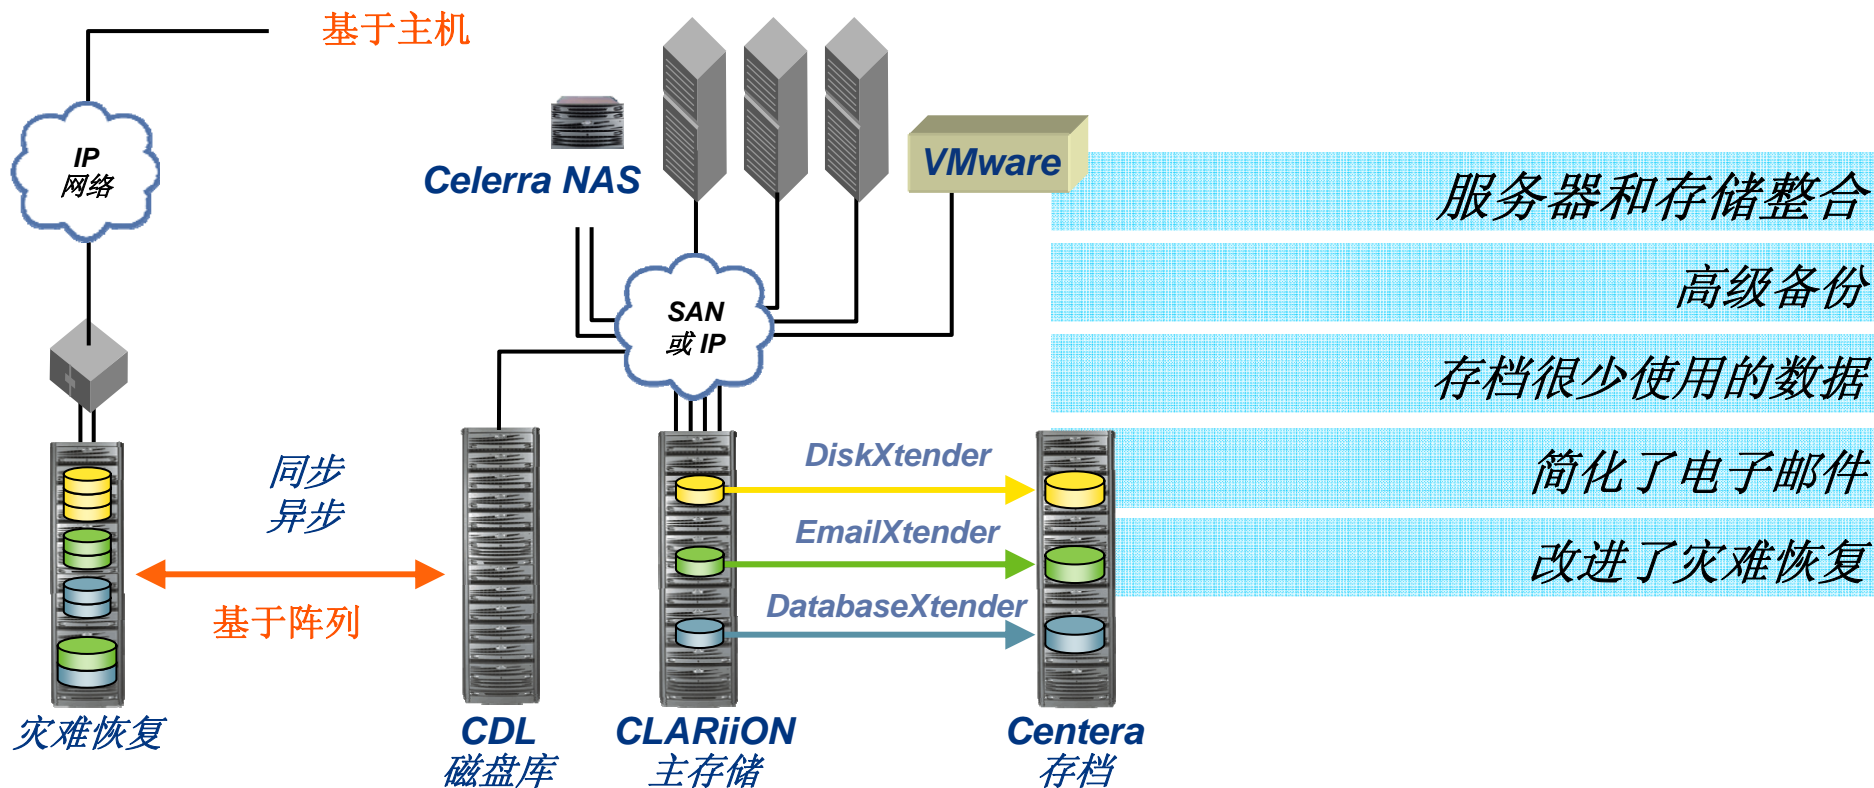 基于主机
IP
网络
Celerra NAS
VMware
SAN
或 IP
服务器和存储整合
高级备份
存档很少使用的数据
简化了电子邮件
改进了灾难恢复
同步
异步
基于阵列
DiskXtender
EmailXtender
DatabaseXtender
灾难恢复
CDL
磁盘库
CLARiiON
主存储
Centera
存档